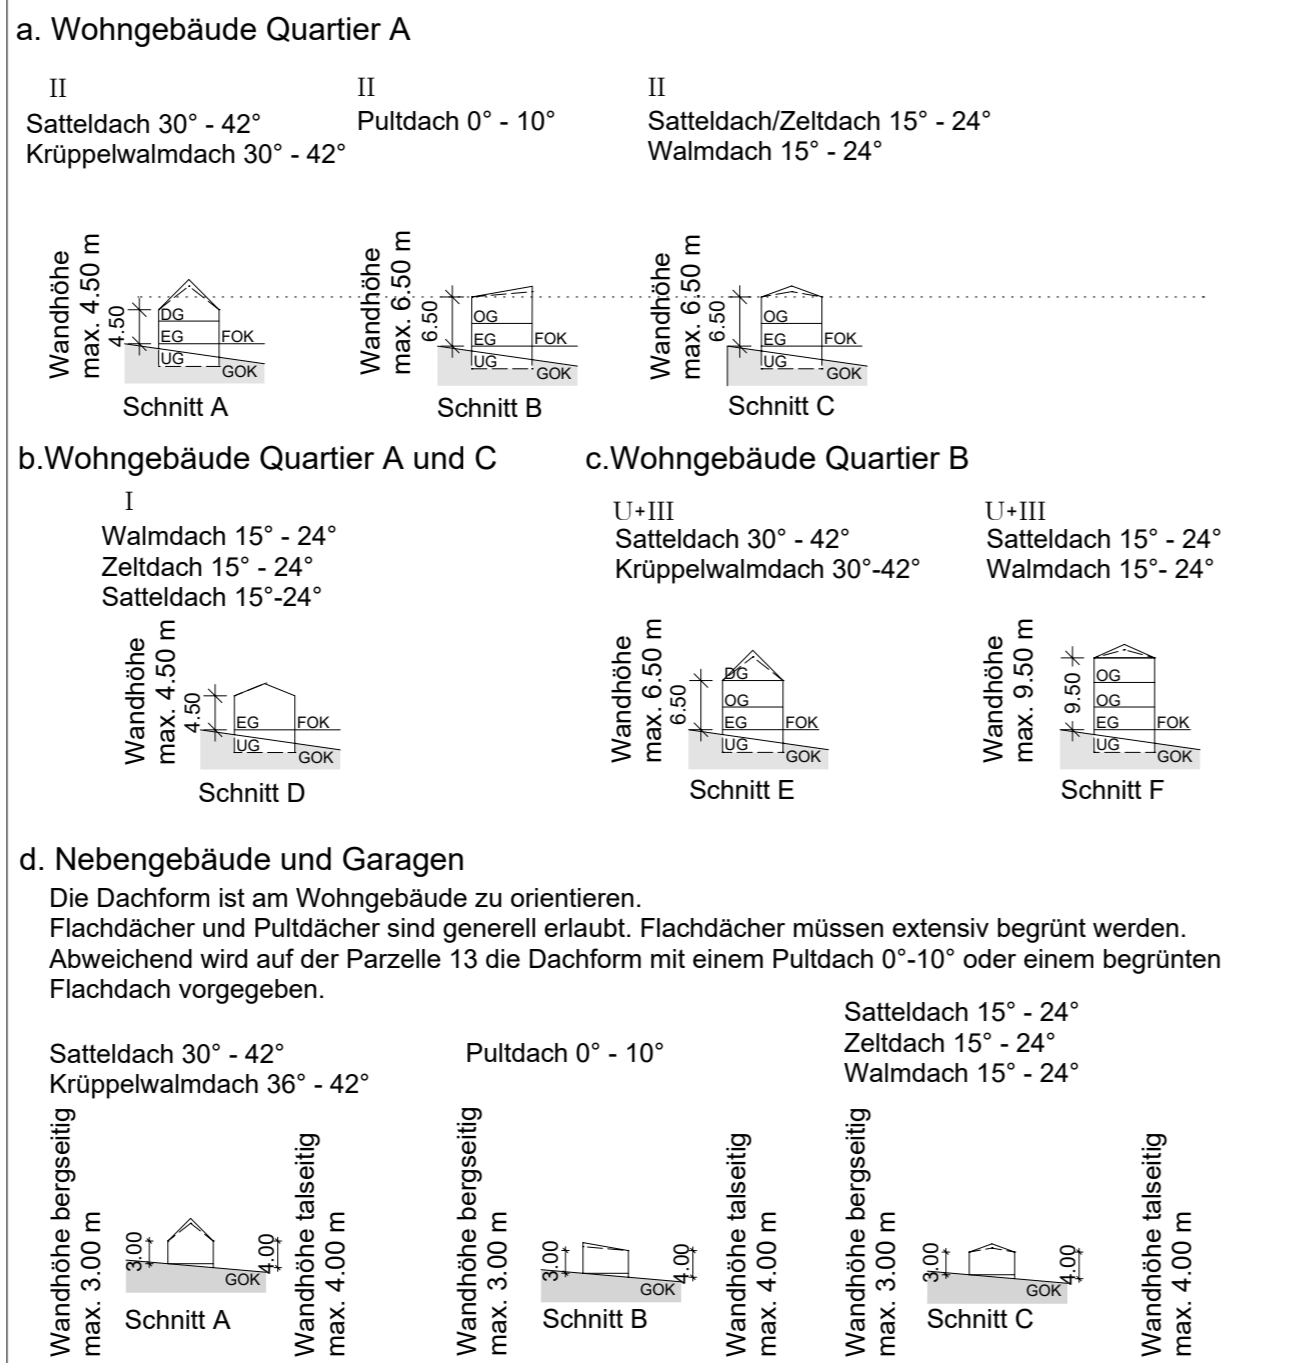 a. Wohngebäude Quartier A
II
Satteldach 30° - 42°
Krüppelwalmdach 30° - 42°
Wandhöhe
max. 4.50 m
4.50
DG
EG
UG
FOK
GOK
Schnitt A
II
Pultdach 0° - 10°
Wandhöhe
max. 6.50 m
6.50
OG
EG
UG
FOK
GOK
Schnitt B
II
Satteldach/Zeltdach 15° - 24°
Walmdach 15° - 24°
Wandhöhe
max. 6.50 m
6.50
OG
EG
UG
FOK
GOK
Schnitt C
b.Wohngebäude Quartier A und C
I
Walmdach 15° - 24°
Zeltdach 15° - 24°
Satteldach 15°-24°
Wandhöhe
max. 4.50 m
4.50
EG
UG
FOK
GOK
Schnitt D
c.Wohngebäude Quartier B
U+III
Satteldach 30° - 42°
Krüppelwalmdach 30°-42°
Wandhöhe
max. 6.50 m
6.50
DG
OG
EG
UG
FOK
GOK
Schnitt E
U+III
Satteldach 15° - 24°
Walmdach 15°- 24°
Wandhöhe
max. 9.50 m
9.50
OG
OG
EG
UG
FOK
GOK
Schnitt F
d. Nebengebäude und Garagen
Die Dachform ist am Wohngebäude zu orientieren.
Flachdächer und Pultdächer sind generell erlaubt. Flachdächer müssen extensiv begrünt werden.
Abweichend wird auf der Parzelle 13 die Dachform mit einem Pultdach 0°-10° oder einem begrünten
Flachdach vorgegeben.
Satteldach 30° - 42°
Krüppelwalmdach 36° - 42°
Wandhöhe bergseitig
max. 3.00 m
3.00
GOK
4.00
Wandhöhe talseitig
max. 4.00 m
Schnitt A
Pultdach 0° - 10°
Wandhöhe bergseitig
max. 3.00 m
3.00
GOK
4.00
Wandhöhe talseitig
max. 4.00 m
Schnitt B
Satteldach 15° - 24°
Zeltdach 15° - 24°
Walmdach 15° - 24°
Wandhöhe bergseitig
max. 3.00 m
3.00
GOK
4.00
Wandhöhe talseitig
max. 4.00 m
Schnitt C